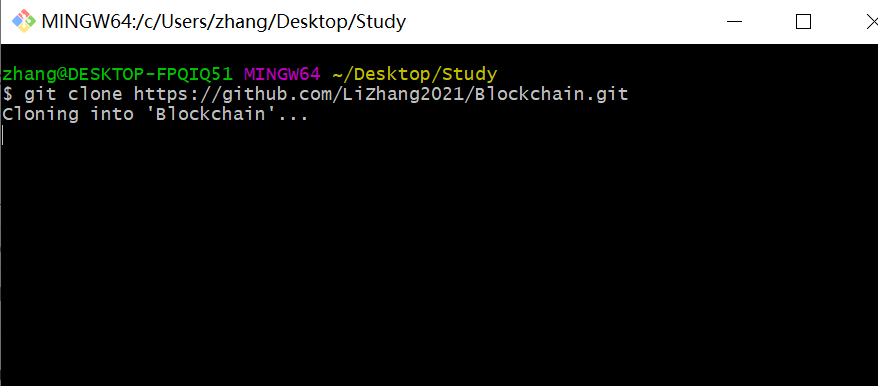 MINGW64:/c/Users/zhang/Desktop/Study
zhang@DESKTOP-FPQIQ51 MINGW64 ~/Desktop/Study
$ git clone https://github.com/LiZhang2021/Blockchain.git
Cloning into 'Blockchain'...